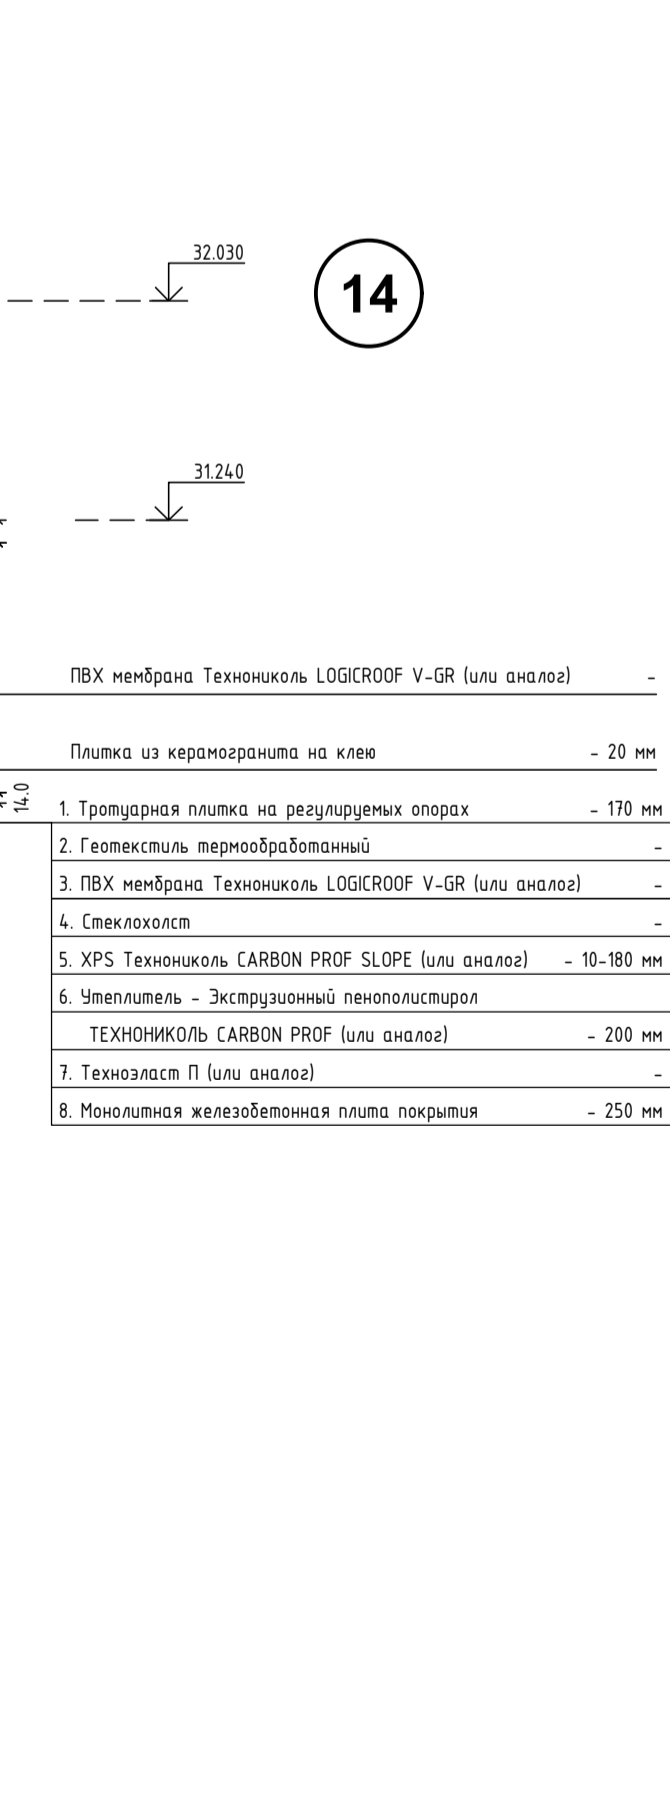 32.030
14
31.240
ПВХ мембрана Технониколь LOGICROOF V-GR (или аналог) -
Плитка из керамогранита на клею - 20 мм
14.0
1. Тротуарная плитка на регулируемых опорах - 170 мм
2. Геотекстиль термообработанный -
3. ПВХ мембрана Технониколь LOGICROOF V-GR (или аналог) -
4. Стеклохолст -
5. XPS Технониколь CARBON PROF SLOPE (или аналог) - 10-180 мм
6. Утеплитель - Экструзионный пенополистирол
ТЕХНОНИКОЛЬ CARBON PROF (или аналог) - 200 мм
7. Техноэласт П (или аналог) -
8. Монолитная железобетонная плита покрытия - 250 мм